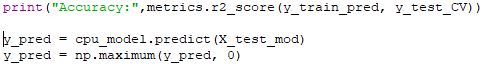 print("Accuracy:",metrics.r2_score(y_train_pred, y_test_CV))
y_pred = cpu_model.predict(X_test_mod)
y_pred = np.maximum(y_pred, 0)